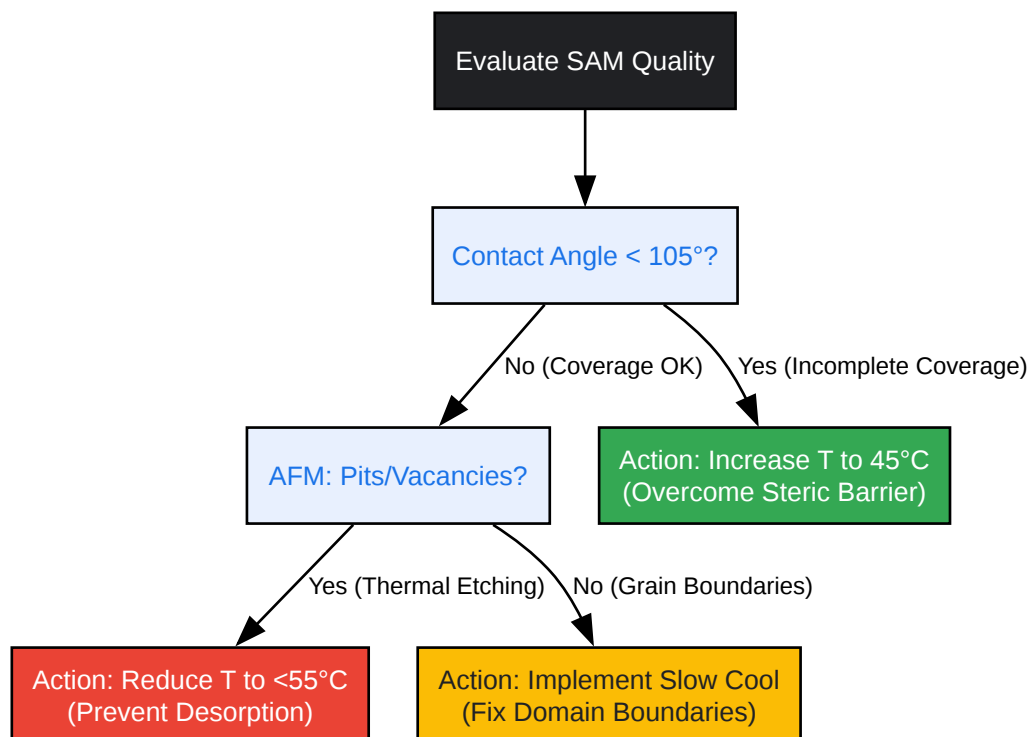 Evaluate SAM Quality
Contact Angle < 105°?
No (Coverage OK)
Yes (Incomplete Coverage)
AFM: Pits/Vacancies?
Action: Increase T to 45°C
(Overcome Steric Barrier)
Yes (Thermal Etching)
No (Grain Boundaries)
Action: Reduce T to <55°C
(Prevent Desorption)
Action: Implement Slow Cool
(Fix Domain Boundaries)